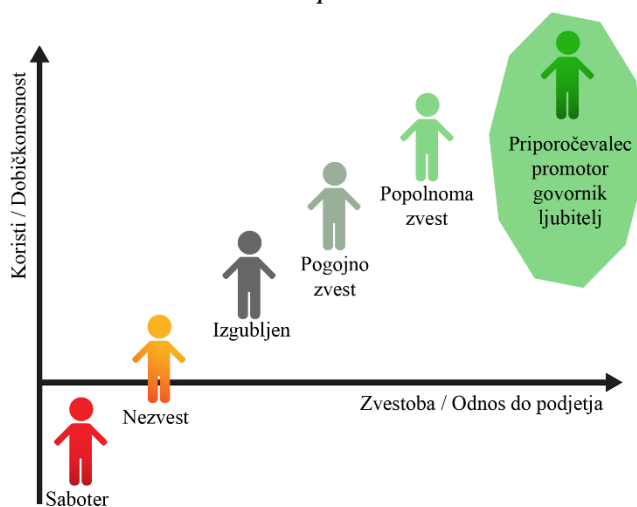 Priporočevalec
promotor
govornik
ljubitelj
Popolnoma
zvest
Pogojno
zvest
Izgubljen
Nezvest
Saboter
Koristi / Dobičkonosnost
Zvestoba / Odnos do podjetja